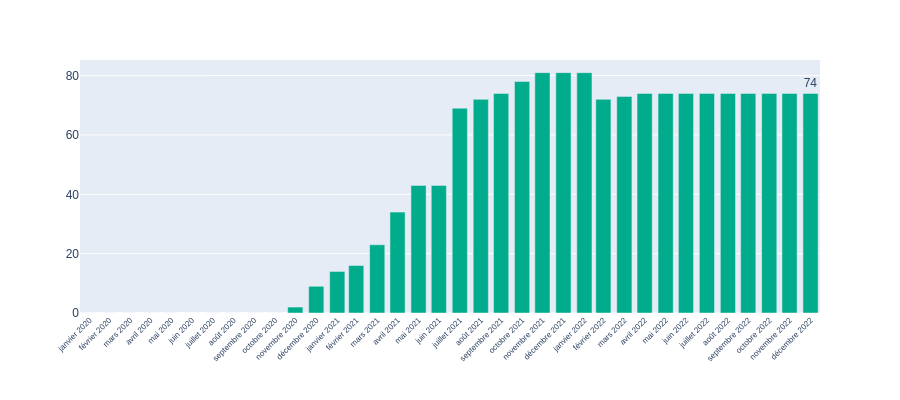 80
60
40
20
0
74
janvier 2020
février 2020
mars 2020
avril 2020
mai 2020
juin 2020
juillet 2020
août 2020
septembre 2020
octobre 2020
novembre 2020
décembre 2020
janvier 2021
février 2021
mars 2021
avril 2021
mai 2021
juin 2021
juillet 2021
août 2021
septembre 2021
octobre 2021
novembre 2021
décembre 2021
janvier 2022
février 2022
mars 2022
avril 2022
mai 2022
juin 2022
juillet 2022
août 2022
septembre 2022
octobre 2022
novembre 2022
décembre 2022